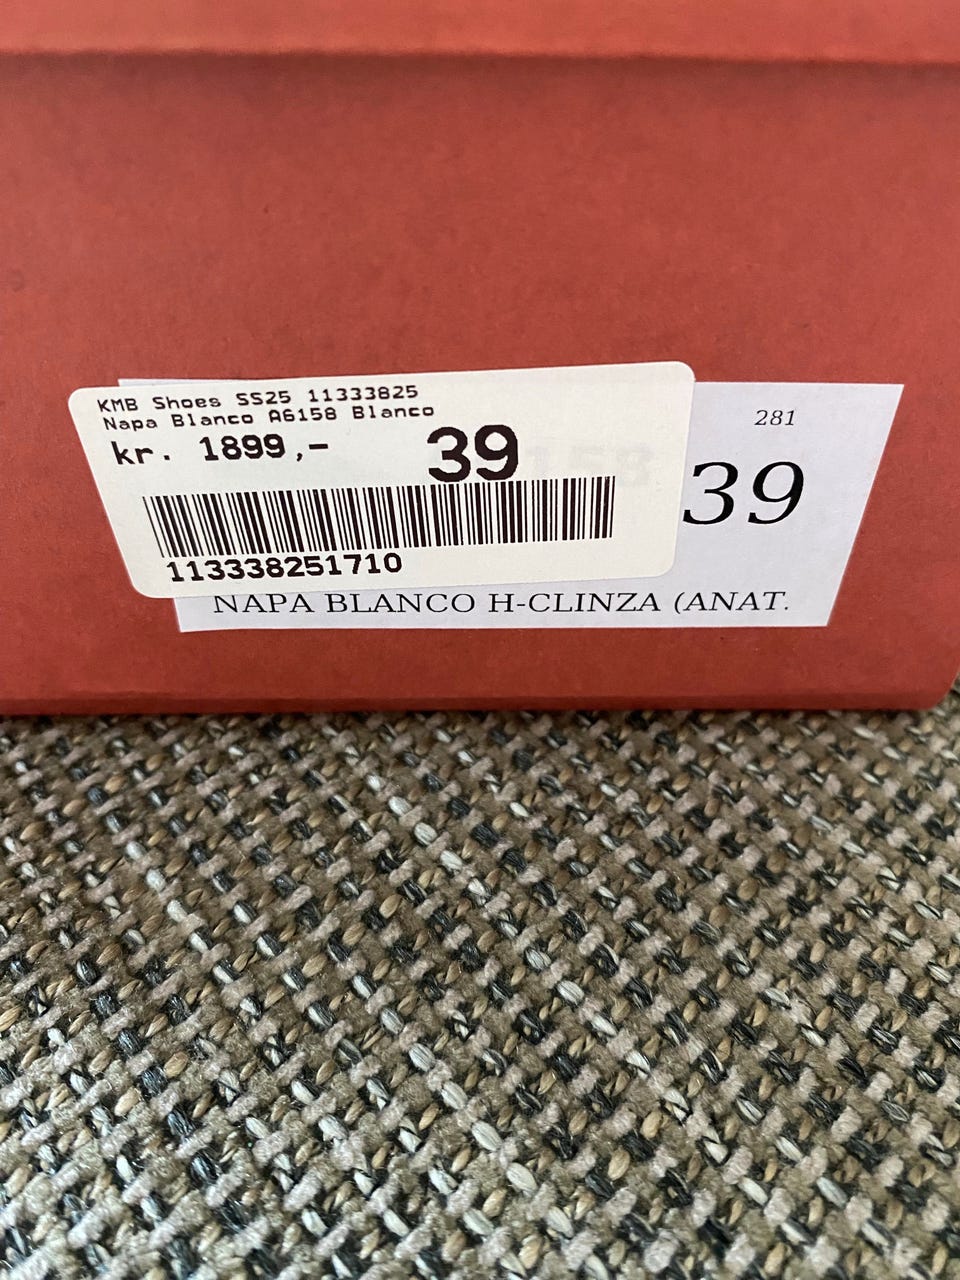 KMB Shoes SS25 11333825
Napa Blanco A6158 Blanco
kr. 1899,- 39
113338251710
281
39
NAPA BLANCO H-CLINZA (ANAT.